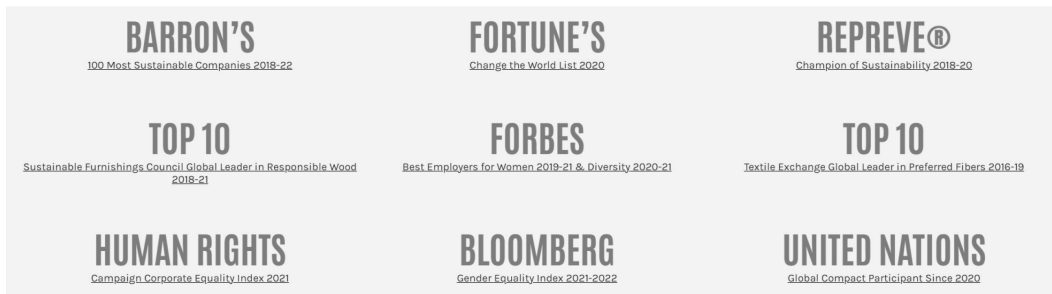 BARRON'S
100 Most Sustainable Companies 2018-22
FORTUNE'S
Change the World List 2020
REPREVE®
Champion of Sustainability 2018-20
TOP 10
Sustainable Furnishings Council Global Leader in Responsible Wood
2018-21
FORBES
Best Employers for Women 2019-21 & Diversity 2020-21
TOP 10
Textile Exchange Global Leader in Preferred Fibers 2016-19
HUMAN RIGHTS
Campaign Corporate Equality Index 2021
BLOOMBERG
Gender Equality Index 2021-2022
UNITED NATIONS
Global Compact Participant Since 2020